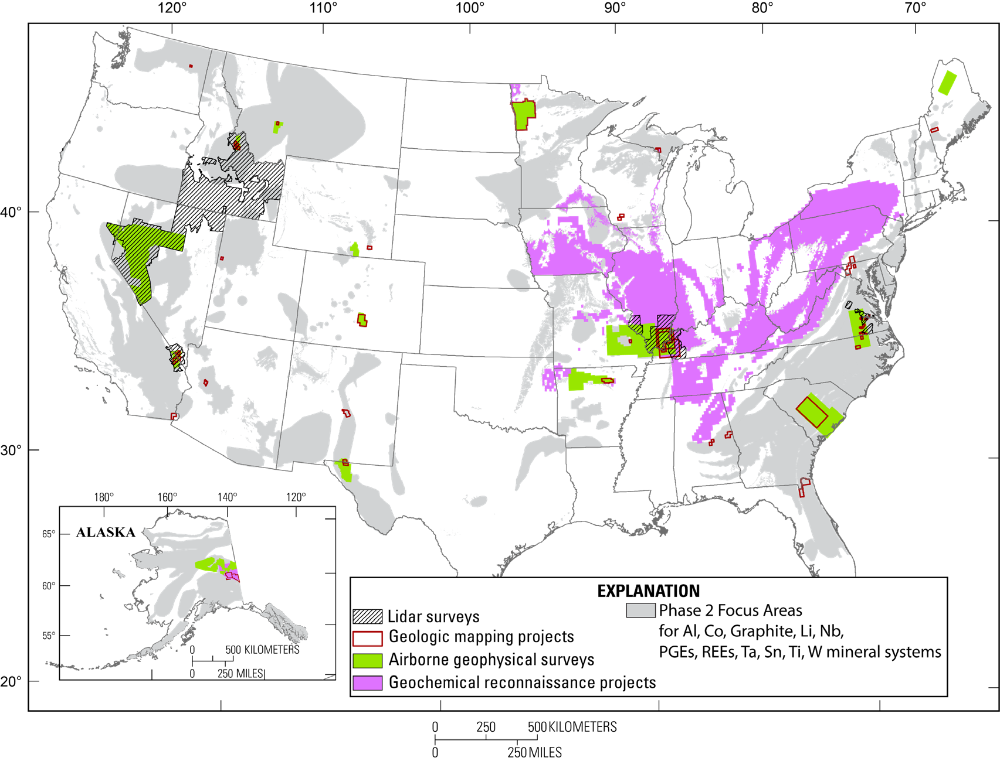 120° 110° 100° 90° 80° 70°
40°
30°
180° 160° 140° 120°
65°
ALASKA
60°
55°
0 500 KILOMETERS
0 250 MILES
20°
EXPLANATION
Lidar surveys
Geologic mapping projects
Airborne geophysical surveys
Geochemical reconnaissance projects
Phase 2 Focus Areas
for Al, Co, Graphite, Li, Nb,
PGEs, REEs, Ta, Sn, Ti, W mineral systems
0 250 500 KILOMETERS
0 250 MILES